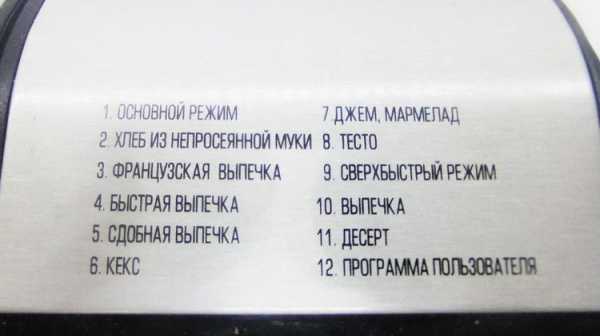 1. ОСНОВНОЙ РЕЖИМ
2. ХЛЕБ ИЗ НЕПРОСЕЯННОЙ МУКИ
3. ФРАНЦУЗСКАЯ ВЫПЕЧКА
4. БЫСТРАЯ ВЫПЕЧКА
5. СДОБНАЯ ВЫПЕЧКА
6. КЕКС
7. ДЖЕМ, МАРМЕЛАД
8. ТЕСТО
9. СВЕРХБЫСТРЫЙ РЕЖИМ
10. ВЫПЕЧКА
11. ДЕСЕРТ
12. ПРОГРАММА ПОЛЬЗОВАТЕЛЯ